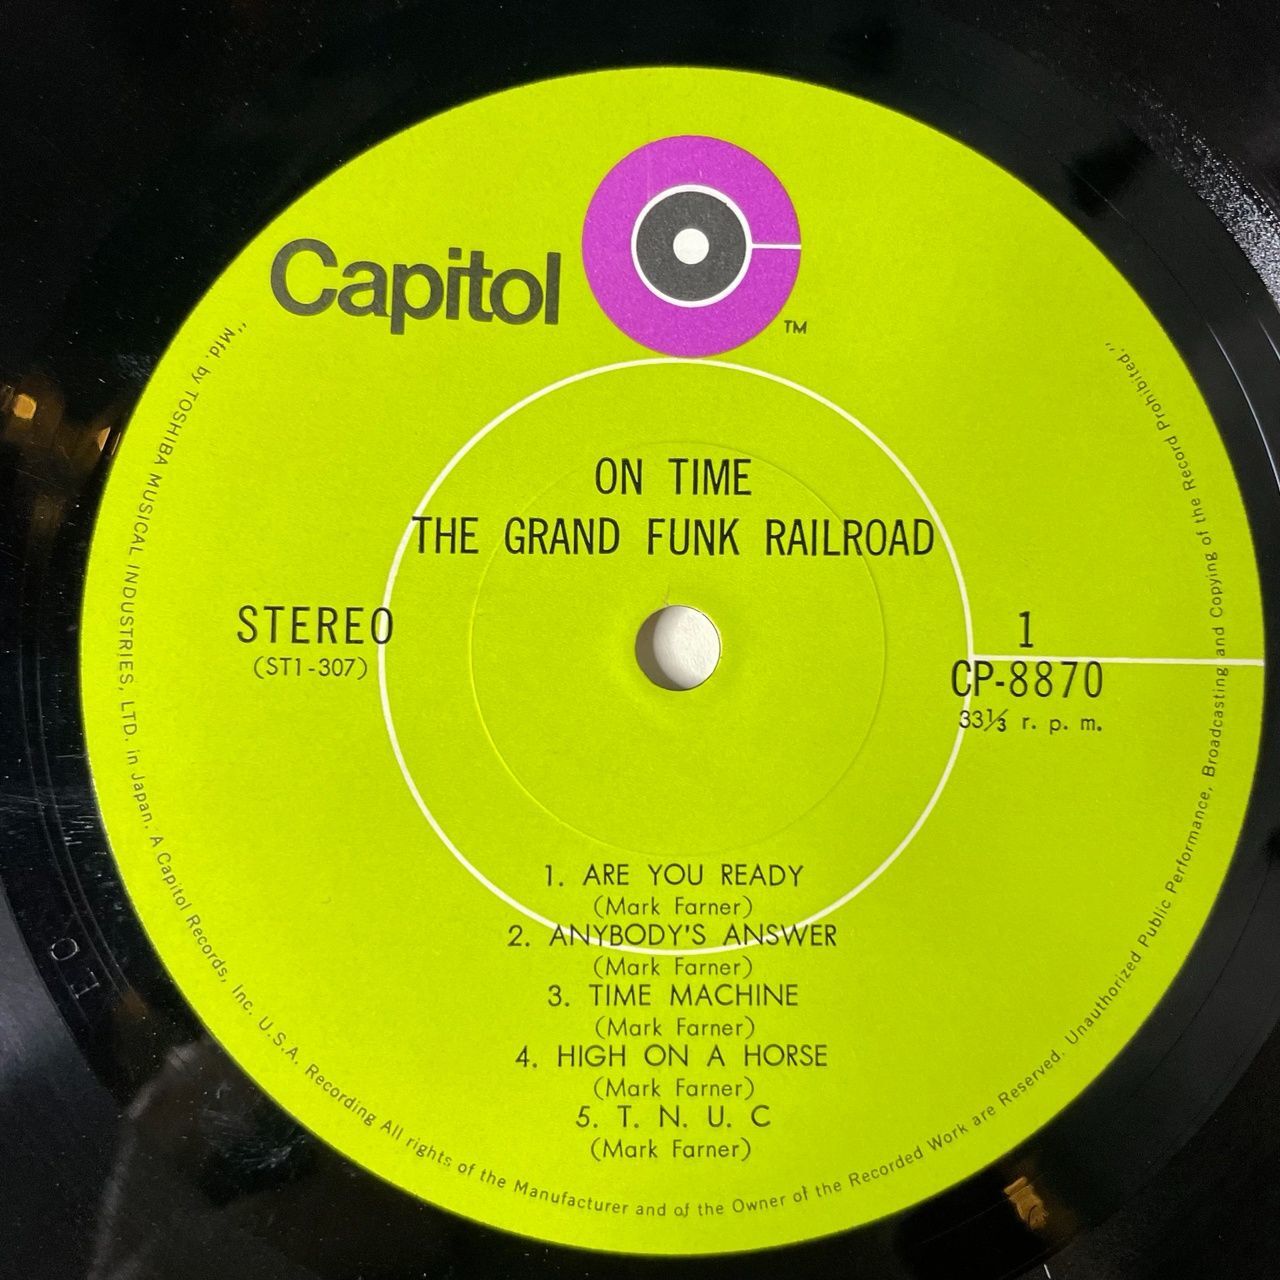 Capitol
TM
ON TIME
THE GRAND FUNK RAILROAD
STEREO
(ST1-307)
1
CP-8870
33⅓ r. p. m.
1. ARE YOU READY
(Mark Farner)
2. ANYBODY'S ANSWER
(Mark Farner)
3. TIME MACHINE
(Mark Farner)
4. HIGH ON A HORSE
(Mark Farner)
5. T. N. U. C
(Mark Farner)
"Mfd. by TOSHIBA MUSICAL INDUSTRIES, LTD. in Japan. A Capitol Records, Inc. U.S.A. Recording All rights of the Manufacturer and of the Owner of the Recorded Work are Reserved. Unauthorized Public Performance, Broadcasting and Copying of the Record Prohibited."